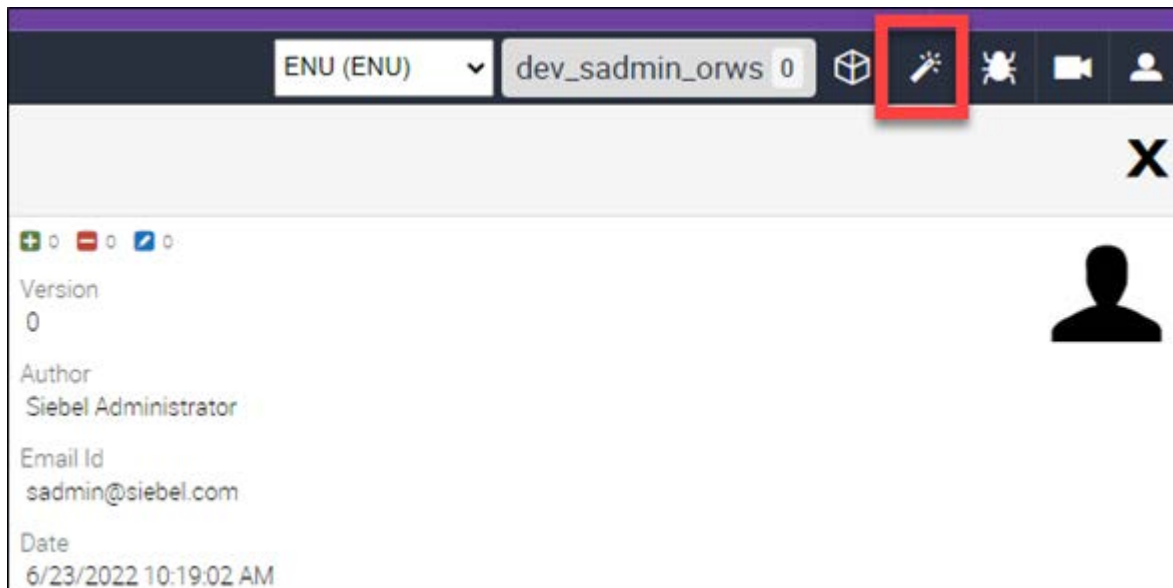 ENU (ENU) dev_sadmin_orws 0
X
0 0 0
Version
0
Author
Siebel Administrator
Email Id
sadmin@siebel.com
Date
6/23/2022 10:19:02 AM